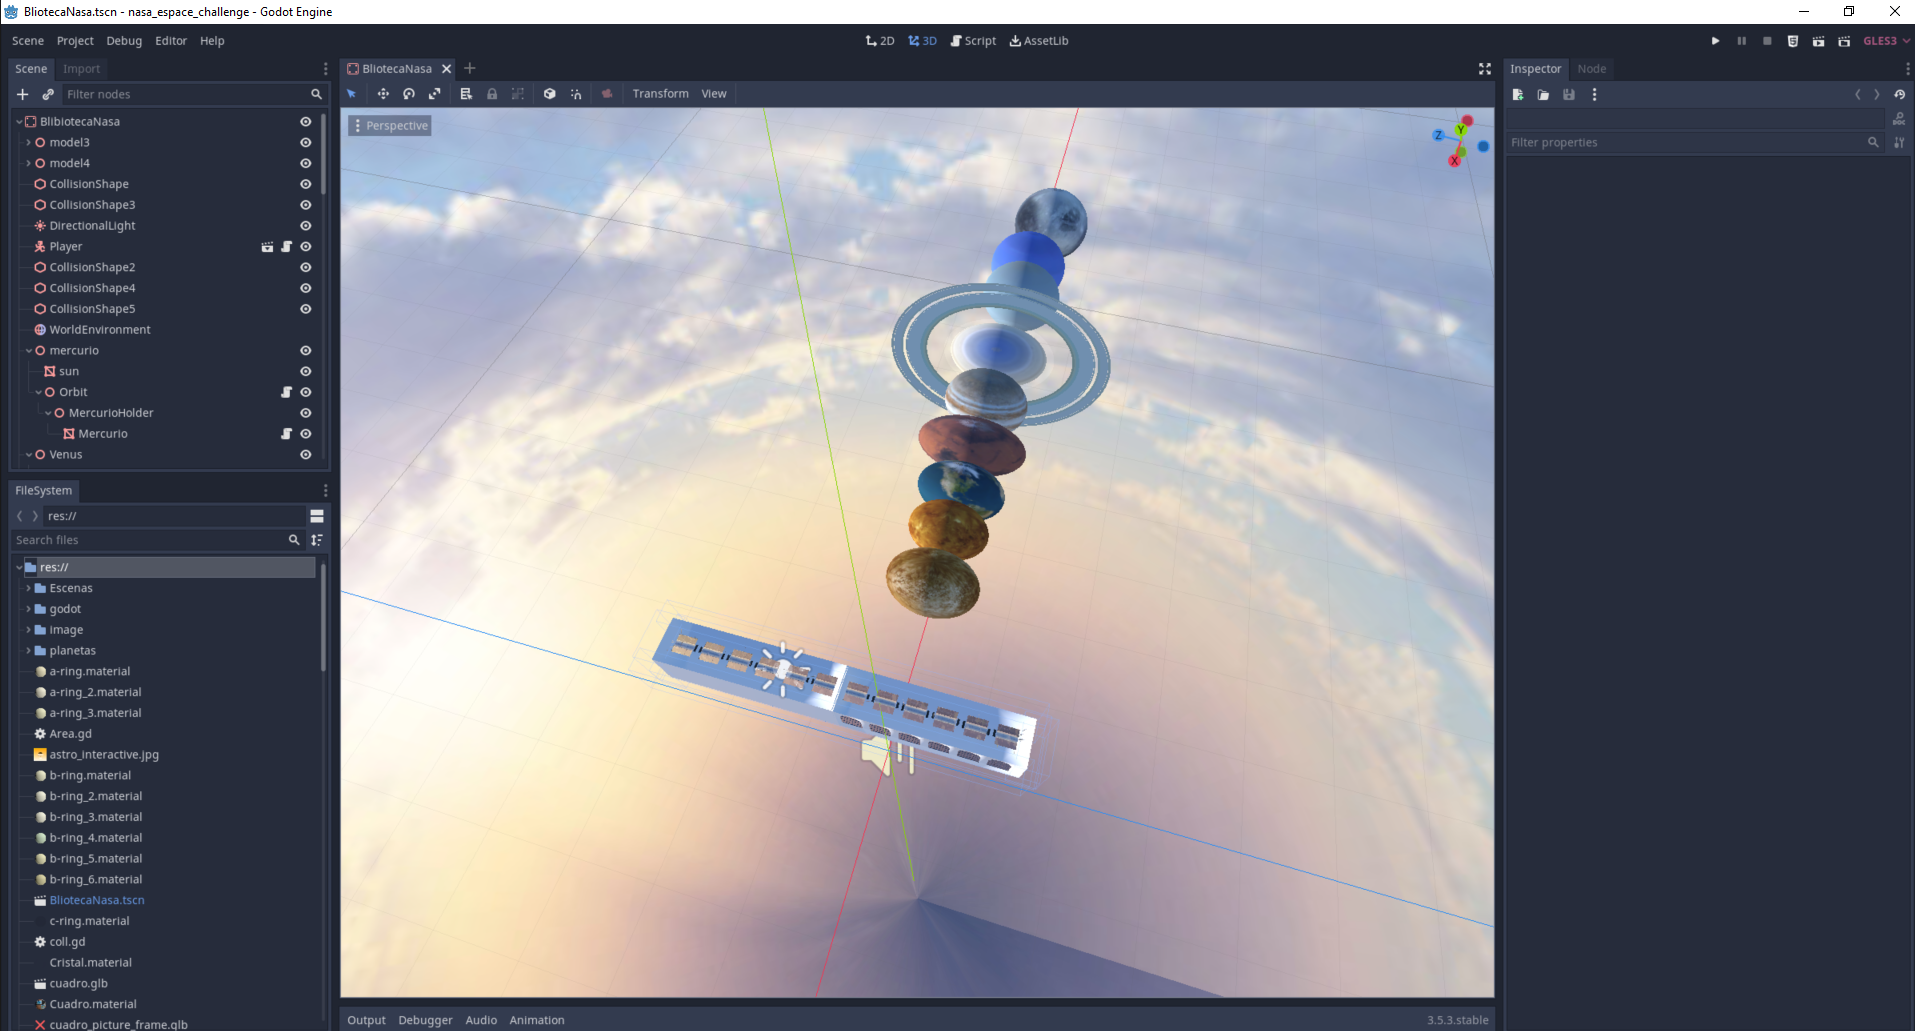 BliotecaNasa.tscn - nasa_espace_challenge - Godot Engine
Scene Project Debug Editor Help
2D 3D Script AssetLib
GLES3
Scene Import
Filter nodes
BlibiotecaNasa
model3
model4
CollisionShape
CollisionShape3
DirectionalLight
Player
CollisionShape2
CollisionShape4
CollisionShape5
WorldEnvironment
mercurio
sun
Orbit
MercurioHolder
Mercurio
Venus
FileSystem
res://
Search files
res://
Escenas
godot
image
planetas
a-ring.material
a-ring_2.material
a-ring_3.material
Area.gd
astro_interactive.jpg
b-ring.material
b-ring_2.material
b-ring_3.material
b-ring_4.material
b-ring_5.material
b-ring_6.material
BliotecaNasa.tscn
c-ring.material
coll.gd
Cristal.material
cuadro.glb
Cuadro.material
cuadro_picture_frame.glb
BliotecaNasa
Transform View
Perspective
Y
Z
X
Output Debugger Audio Animation
3.5.3.stable
Inspector Node
DOC
Filter properties